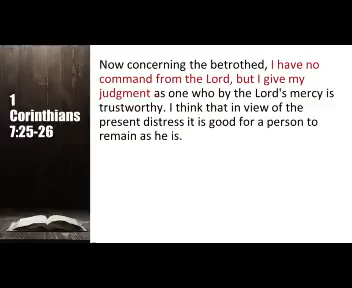 1
Corinthians
7:25-26
Now concerning the betrothed, I have no
command from the Lord, but I give my
judgment as one who by the Lord's mercy is
trustworthy. I think that in view of the
present distress it is good for a person to
remain as he is.